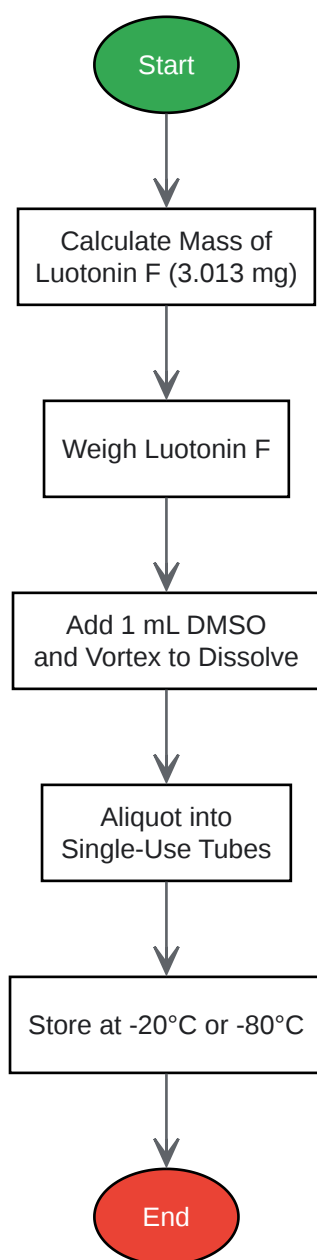 Start
Calculate Mass of
Luotonin F (3.013 mg)
Weigh Luotonin F
Add 1 mL DMSO
and Vortex to Dissolve
Aliquot into
Single-Use Tubes
Store at -20°C or -80°C
End